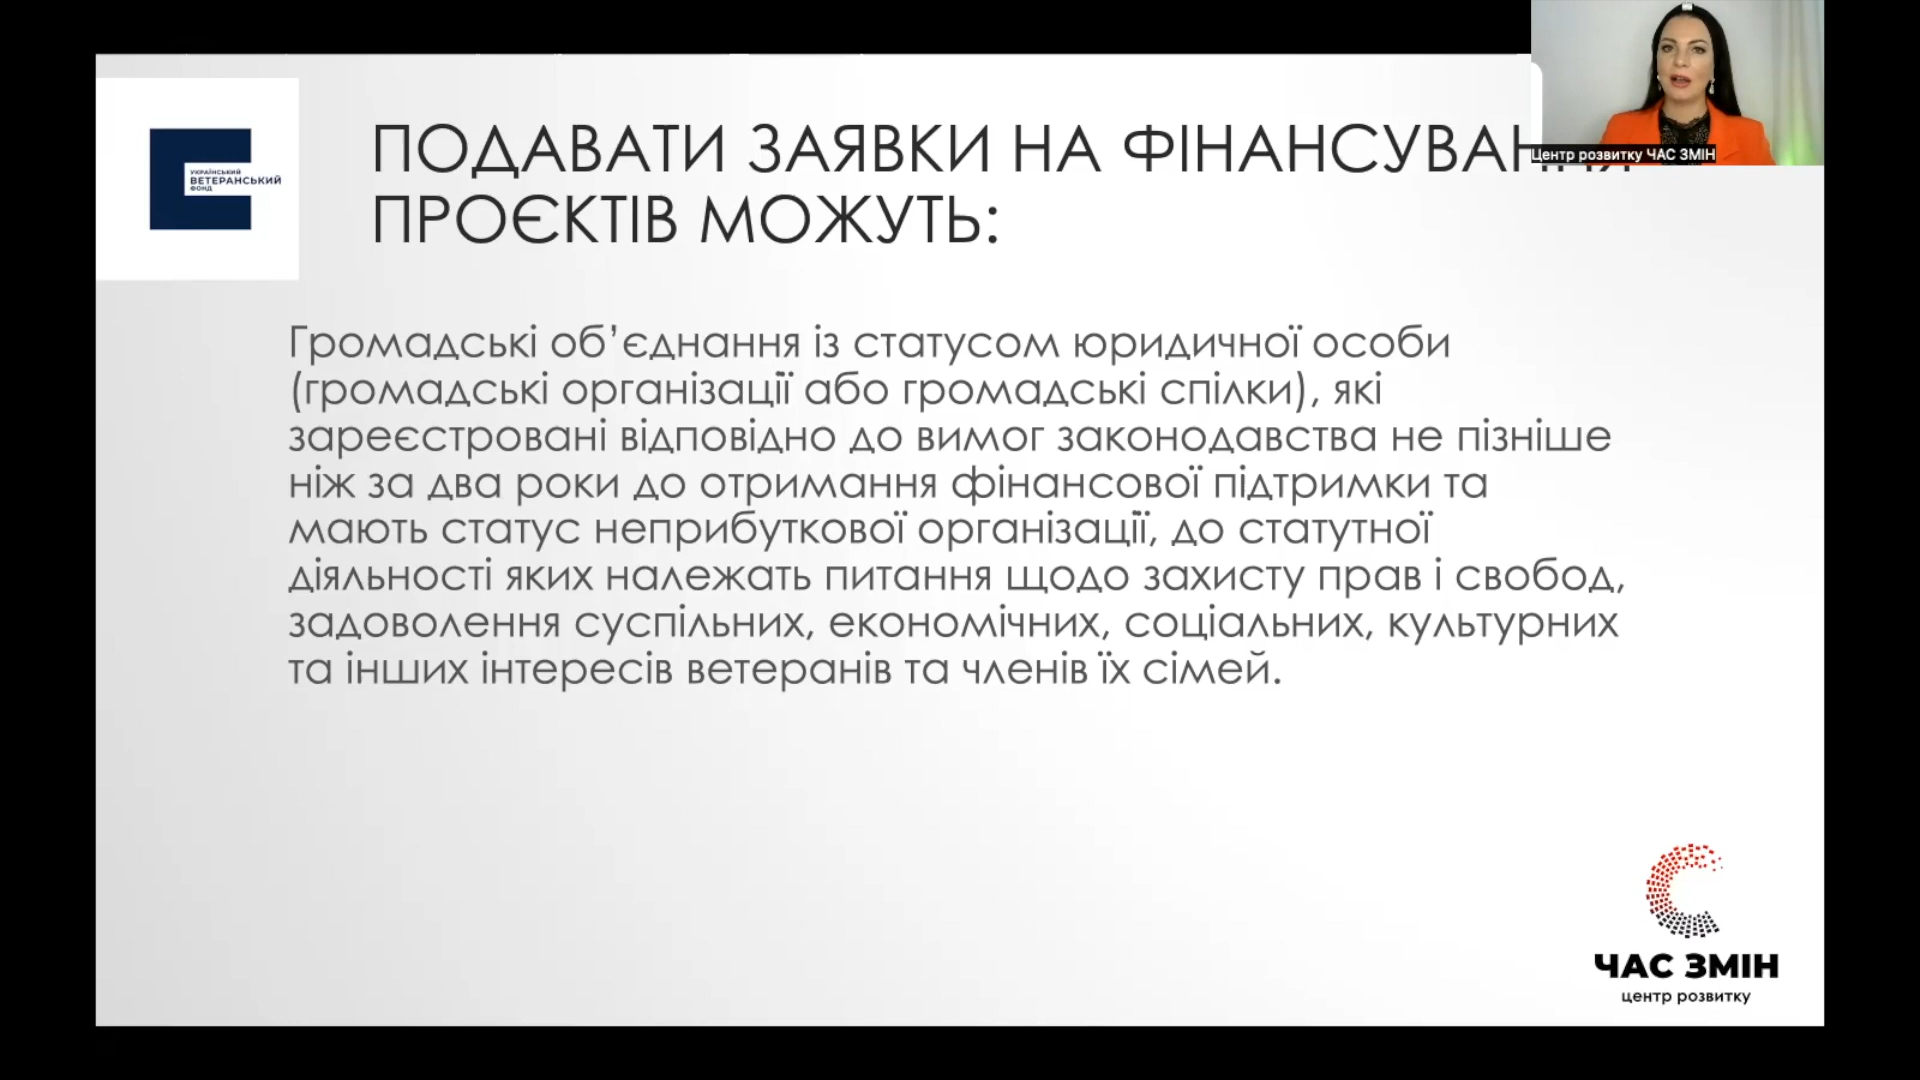 УКРАЇНСЬКИЙ
ВЕТЕРАНСЬКИЙ
ФОНД
ПОДАВАТИ ЗАЯВКИ НА ФІНАНСУВАННЯ
ПРОЄКТІВ МОЖУТЬ:
Центр розвитку ЧАС ЗМІН
Громадські об’єднання із статусом юридичної особи
(громадські організації або громадські спілки), які
зареєстровані відповідно до вимог законодавства не пізніше
ніж за два роки до отримання фінансової підтримки та
мають статус неприбуткової організації, до статутної
діяльності яких належать питання щодо захисту прав і свобод,
задоволення суспільних, економічних, соціальних, культурних
та інших інтересів ветеранів та членів їх сімей.
ЧАС ЗМІН
центр розвитку